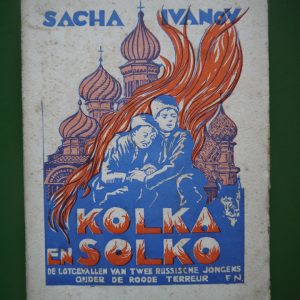 SACHA IVANOV
KOLKA
EN SOLKO
DE LOTGEVALLEN VAN TWEE RUSSISCHE JONGENS
ONDER DE ROODE TERREUR F N.